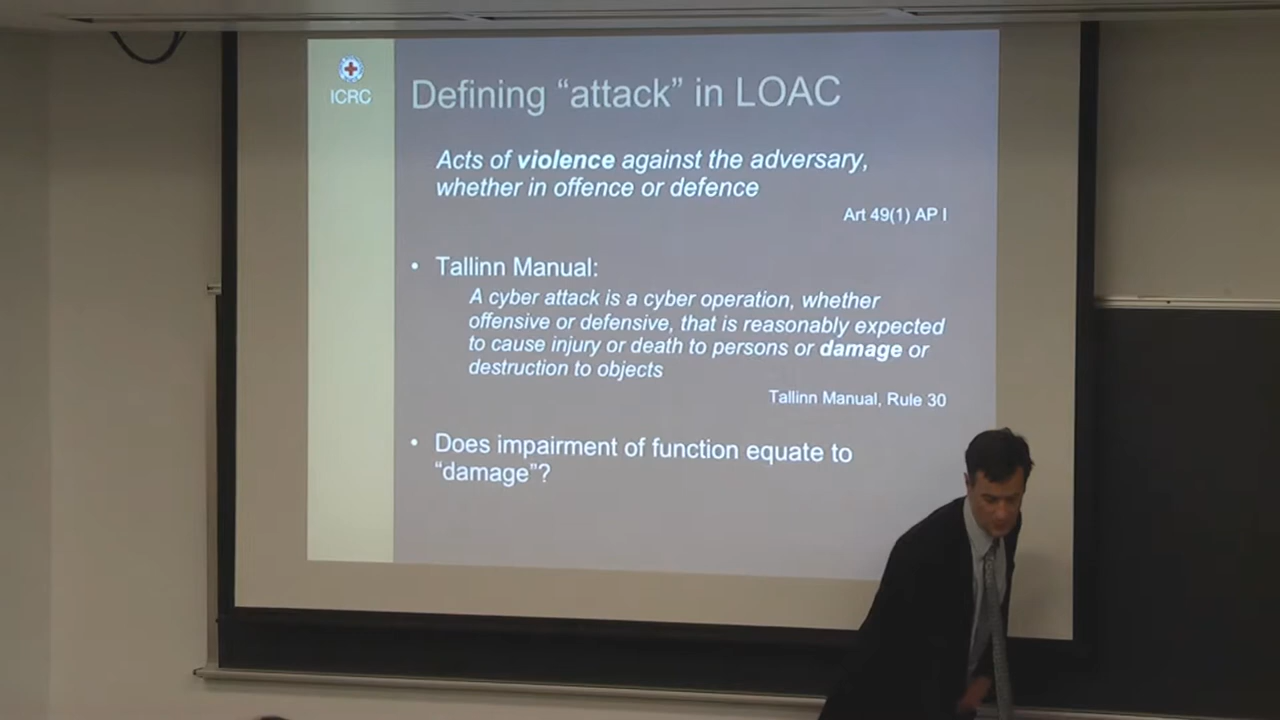 ICRC
Defining “attack” in LOAC
Acts of violence against the adversary,
whether in offence or defence
Art 49(1) AP I
• Tallinn Manual:
A cyber attack is a cyber operation, whether
offensive or defensive, that is reasonably expected
to cause injury or death to persons or damage or
destruction to objects
Tallinn Manual, Rule 30
• Does impairment of function equate to
“damage”?